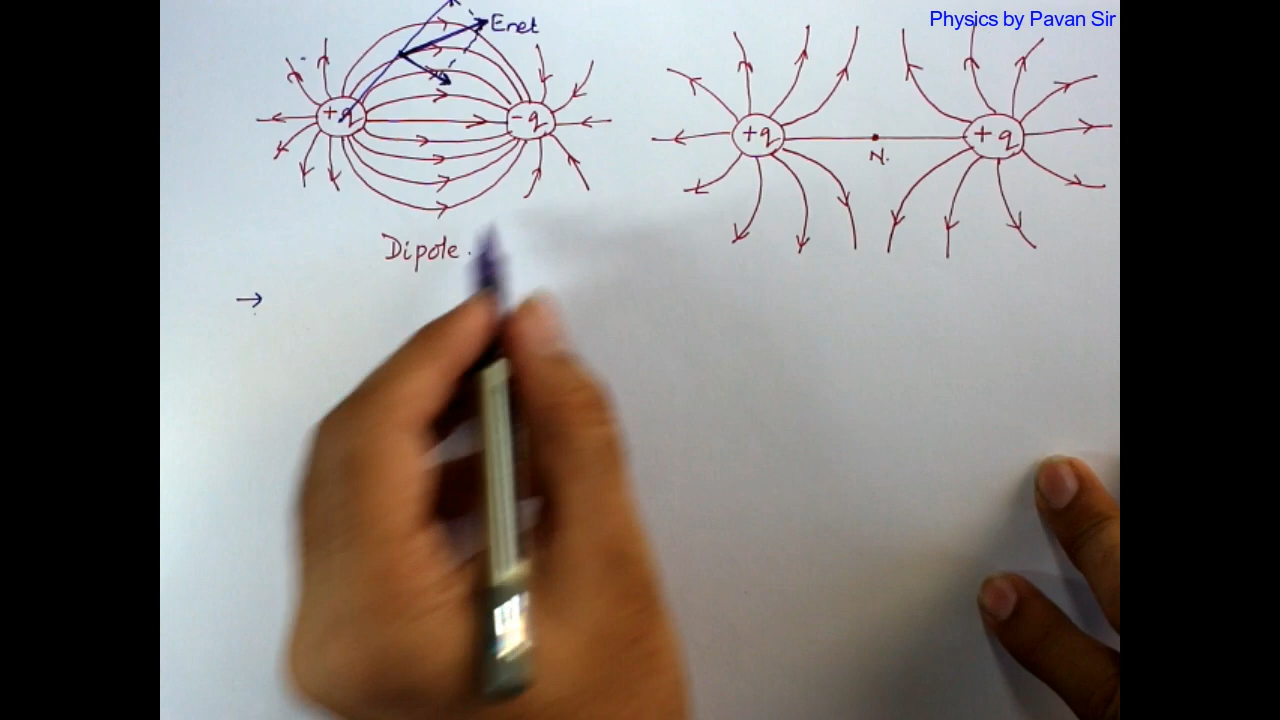 Physics by Pavan Sir
Enet
+q
-q
+q
+q
N.
Dipole.